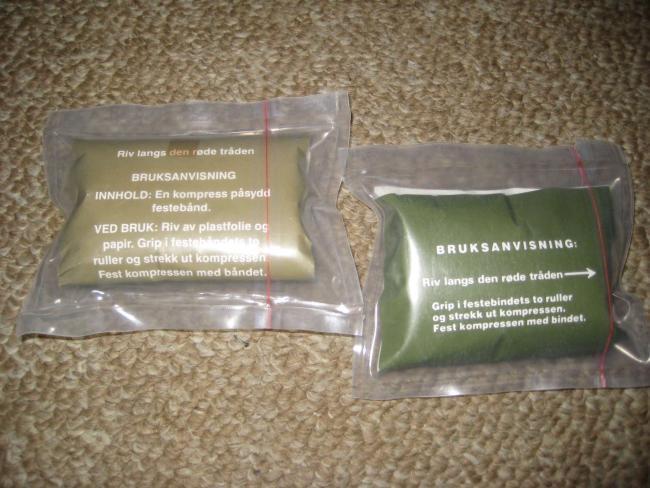 Riv langs den røde tråden
BRUKSANVISNING
INNHOLD: En kompress påsydd
festebånd.
VED BRUK: Riv av plastfolie og
papir. Grip i festebåndets to
ruller og strekk ut kompressen
Fest kompressen med båndet.
BRUKSANVISNING:
Riv langs den røde tråden→
Grip i festebindets to ruller
og strekk ut kompressen.
Fest kompressen med bindet.